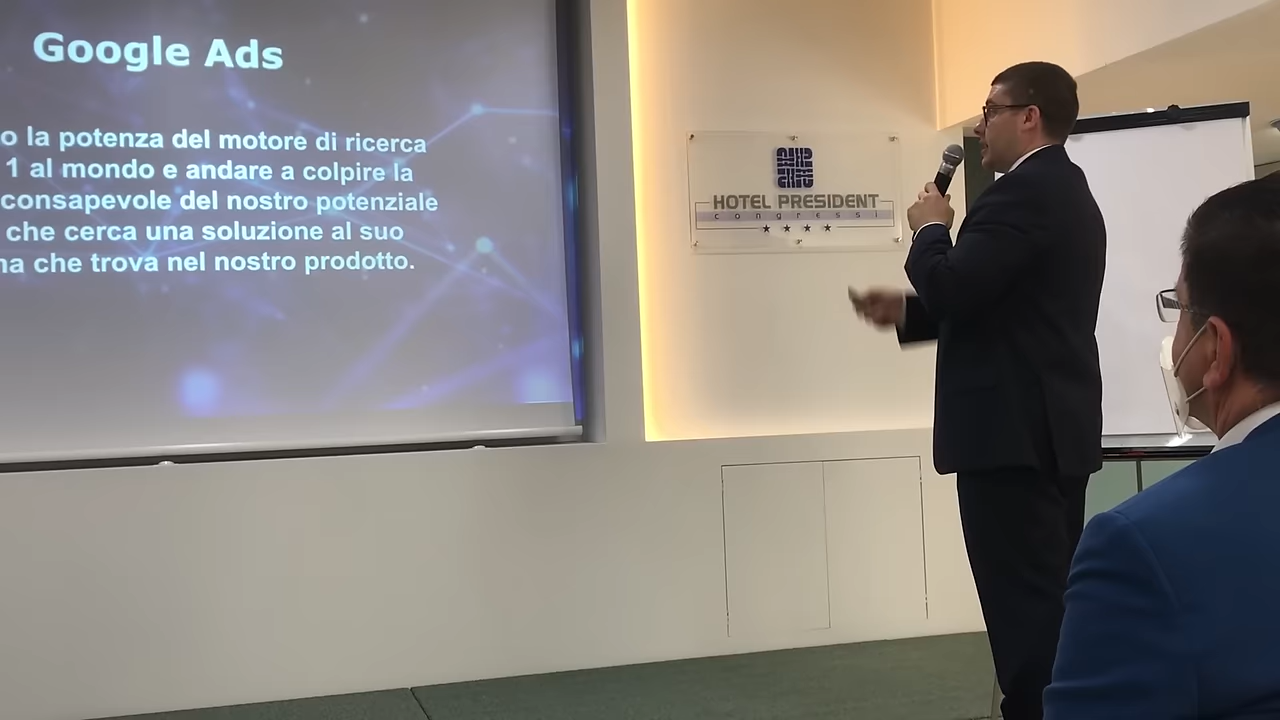 Google Ads
o la potenza del motore di ricerca
1 al mondo e andare a colpire la
consapevole del nostro potenziale
che cerca una soluzione al suo
na che trova nel nostro prodotto.
HOTEL PRESIDENT
congressi